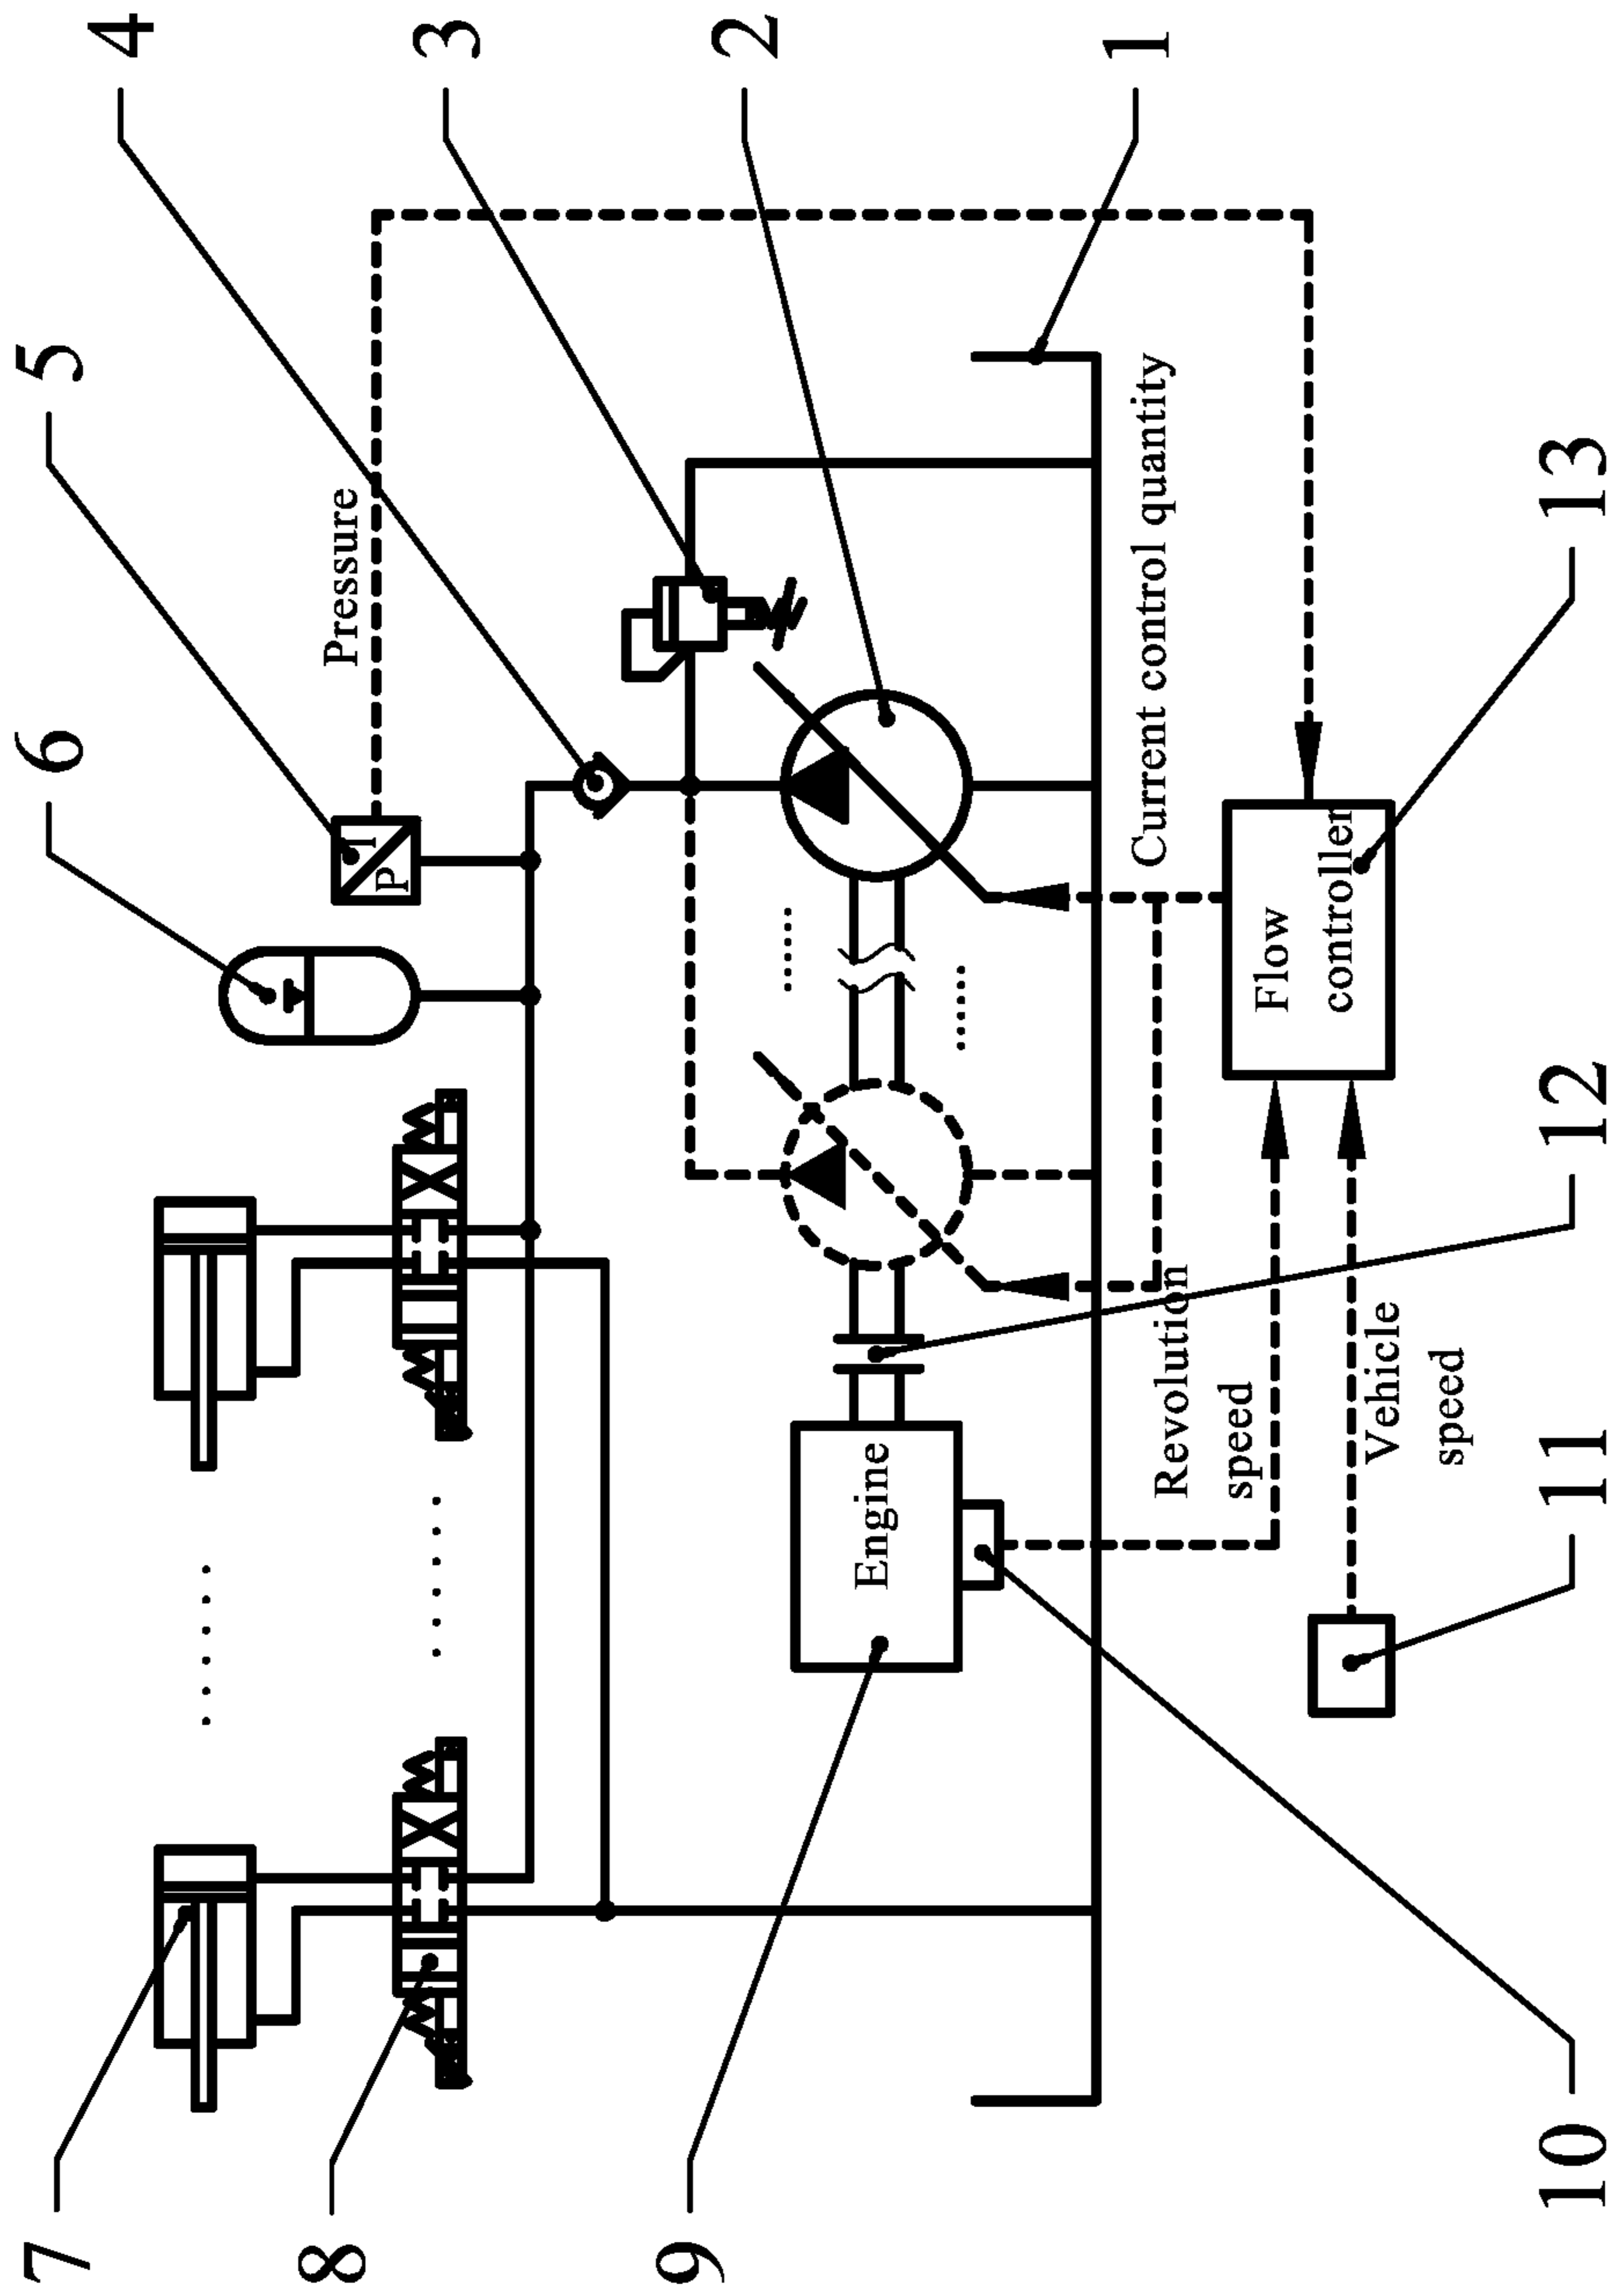 4
3
2
1
5
6
Pressure
I
P
Current control quantity
13
Flow
controller
12
Revolution
speed
Vehicle
speed
11
Engine
7
8
9
10